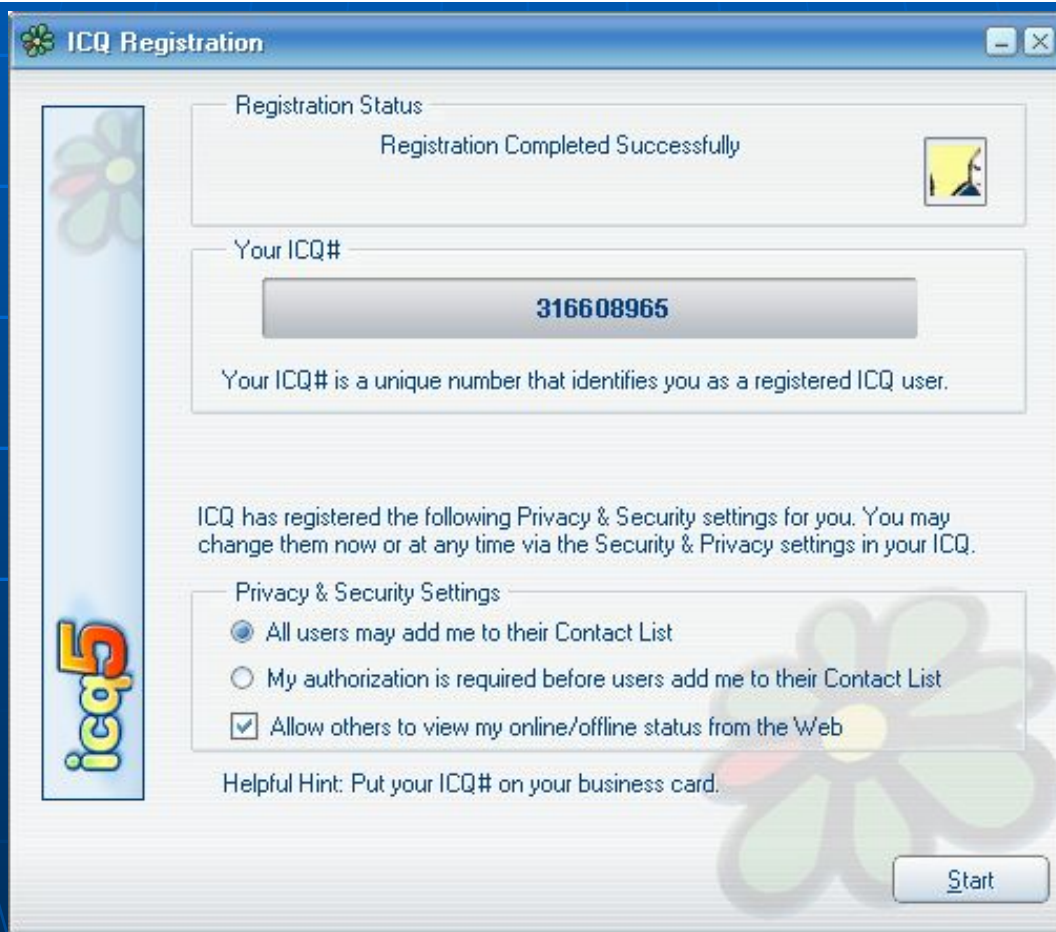 ICQ Registration
Registration Status
Registration Completed Successfully
Your ICQ#
316608965
Your ICQ# is a unique number that identifies you as a registered ICQ user.
ICQ has registered the following Privacy & Security settings for you. You may
change them now or at any time via the Security & Privacy settings in your ICQ.
Privacy & Security Settings
All users may add me to their Contact List
My authorization is required before users add me to their Contact List
Allow others to view my online/offline status from the Web
icq5
Helpful Hint: Put your ICQ# on your business card.
Start